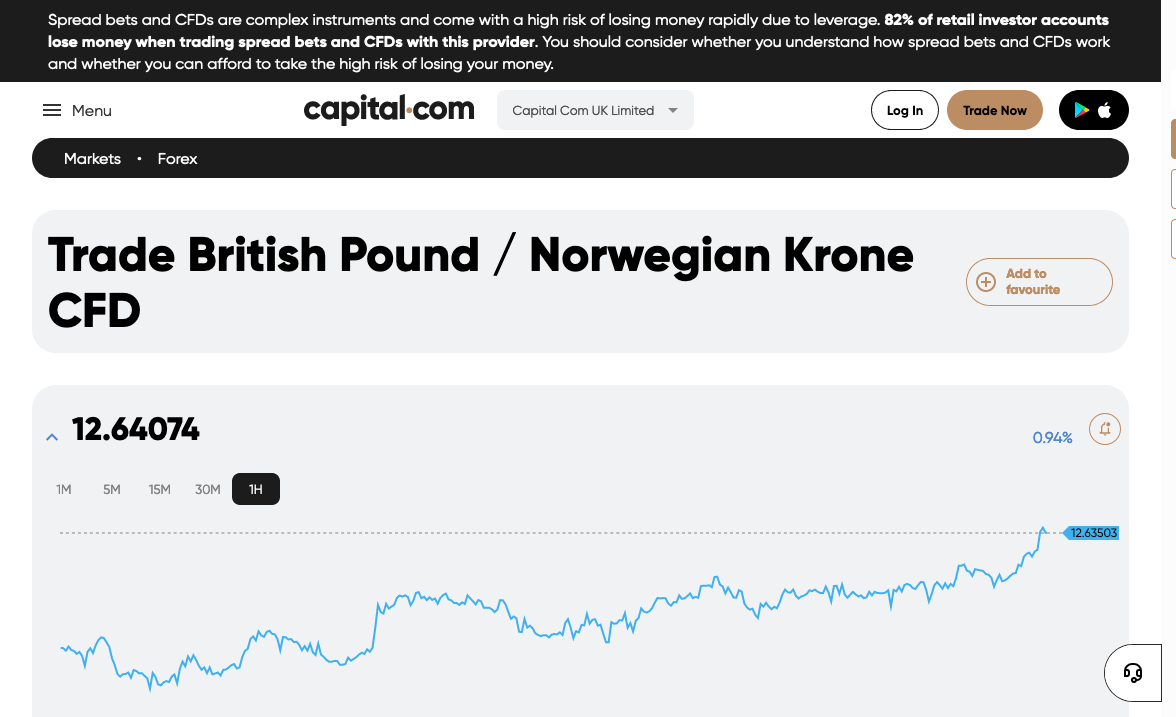 Spread bets and CFDs are complex instruments and come with a high risk of losing money rapidly due to leverage. 82% of retail investor accounts
lose money when trading spread bets and CFDs with this provider. You should consider whether you understand how spread bets and CFDs work
and whether you can afford to take the high risk of losing your money.
Menu
capital.com
Capital Com UK Limited
Log In
Trade Now
Markets • Forex
Trade British Pound / Norwegian Krone
CFD
Add to
favourite
12.64074
0.94%
1M 5M 15M 30M 1H
12.63503